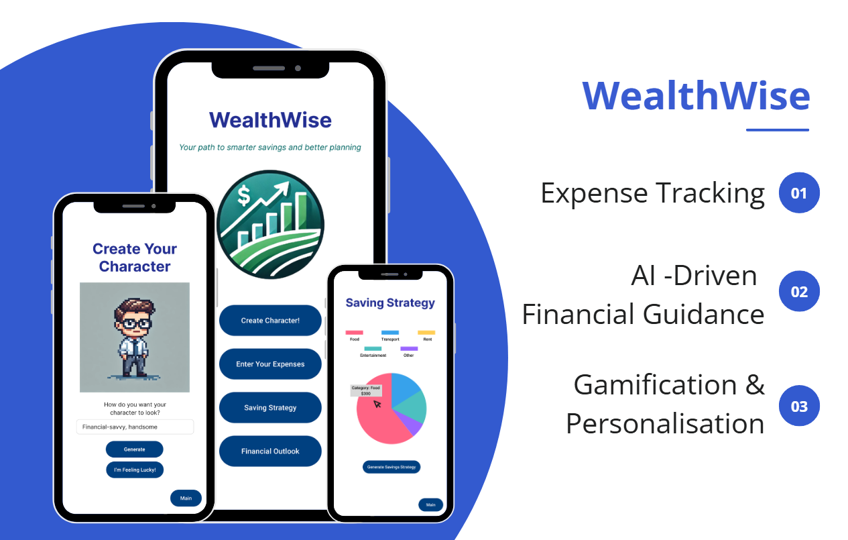 WealthWise
Your path to smarter savings and better planning
$
Create Character!
Enter Your Expenses
Saving Strategy
Financial Outlook
Create Your
Character
How do you want your
character to look?
Financial-savvy, handsome
Generate
I'm Feeling Lucky!
Main
Saving Strategy
Food
Transport
Rent
Entertainment
Other
Category: Food
Generate Savings Strategy
Main
WealthWise
Expense Tracking 01
AI -Driven
Financial Guidance 02
Gamification &
Personalisation 03